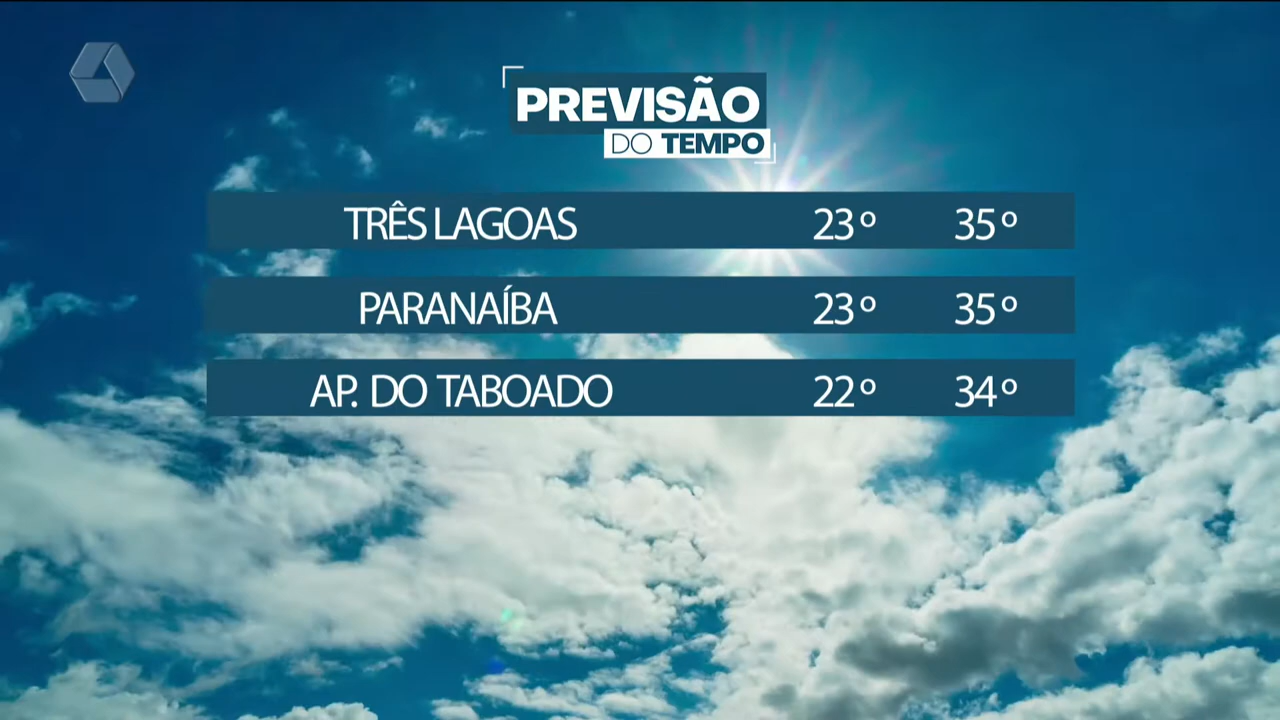 PREVISÃO
DO TEMPO
TRÊS LAGOAS 23º 35º
PARANAÍBA 23º 35º
AP. DO TABOADO 22º 34º